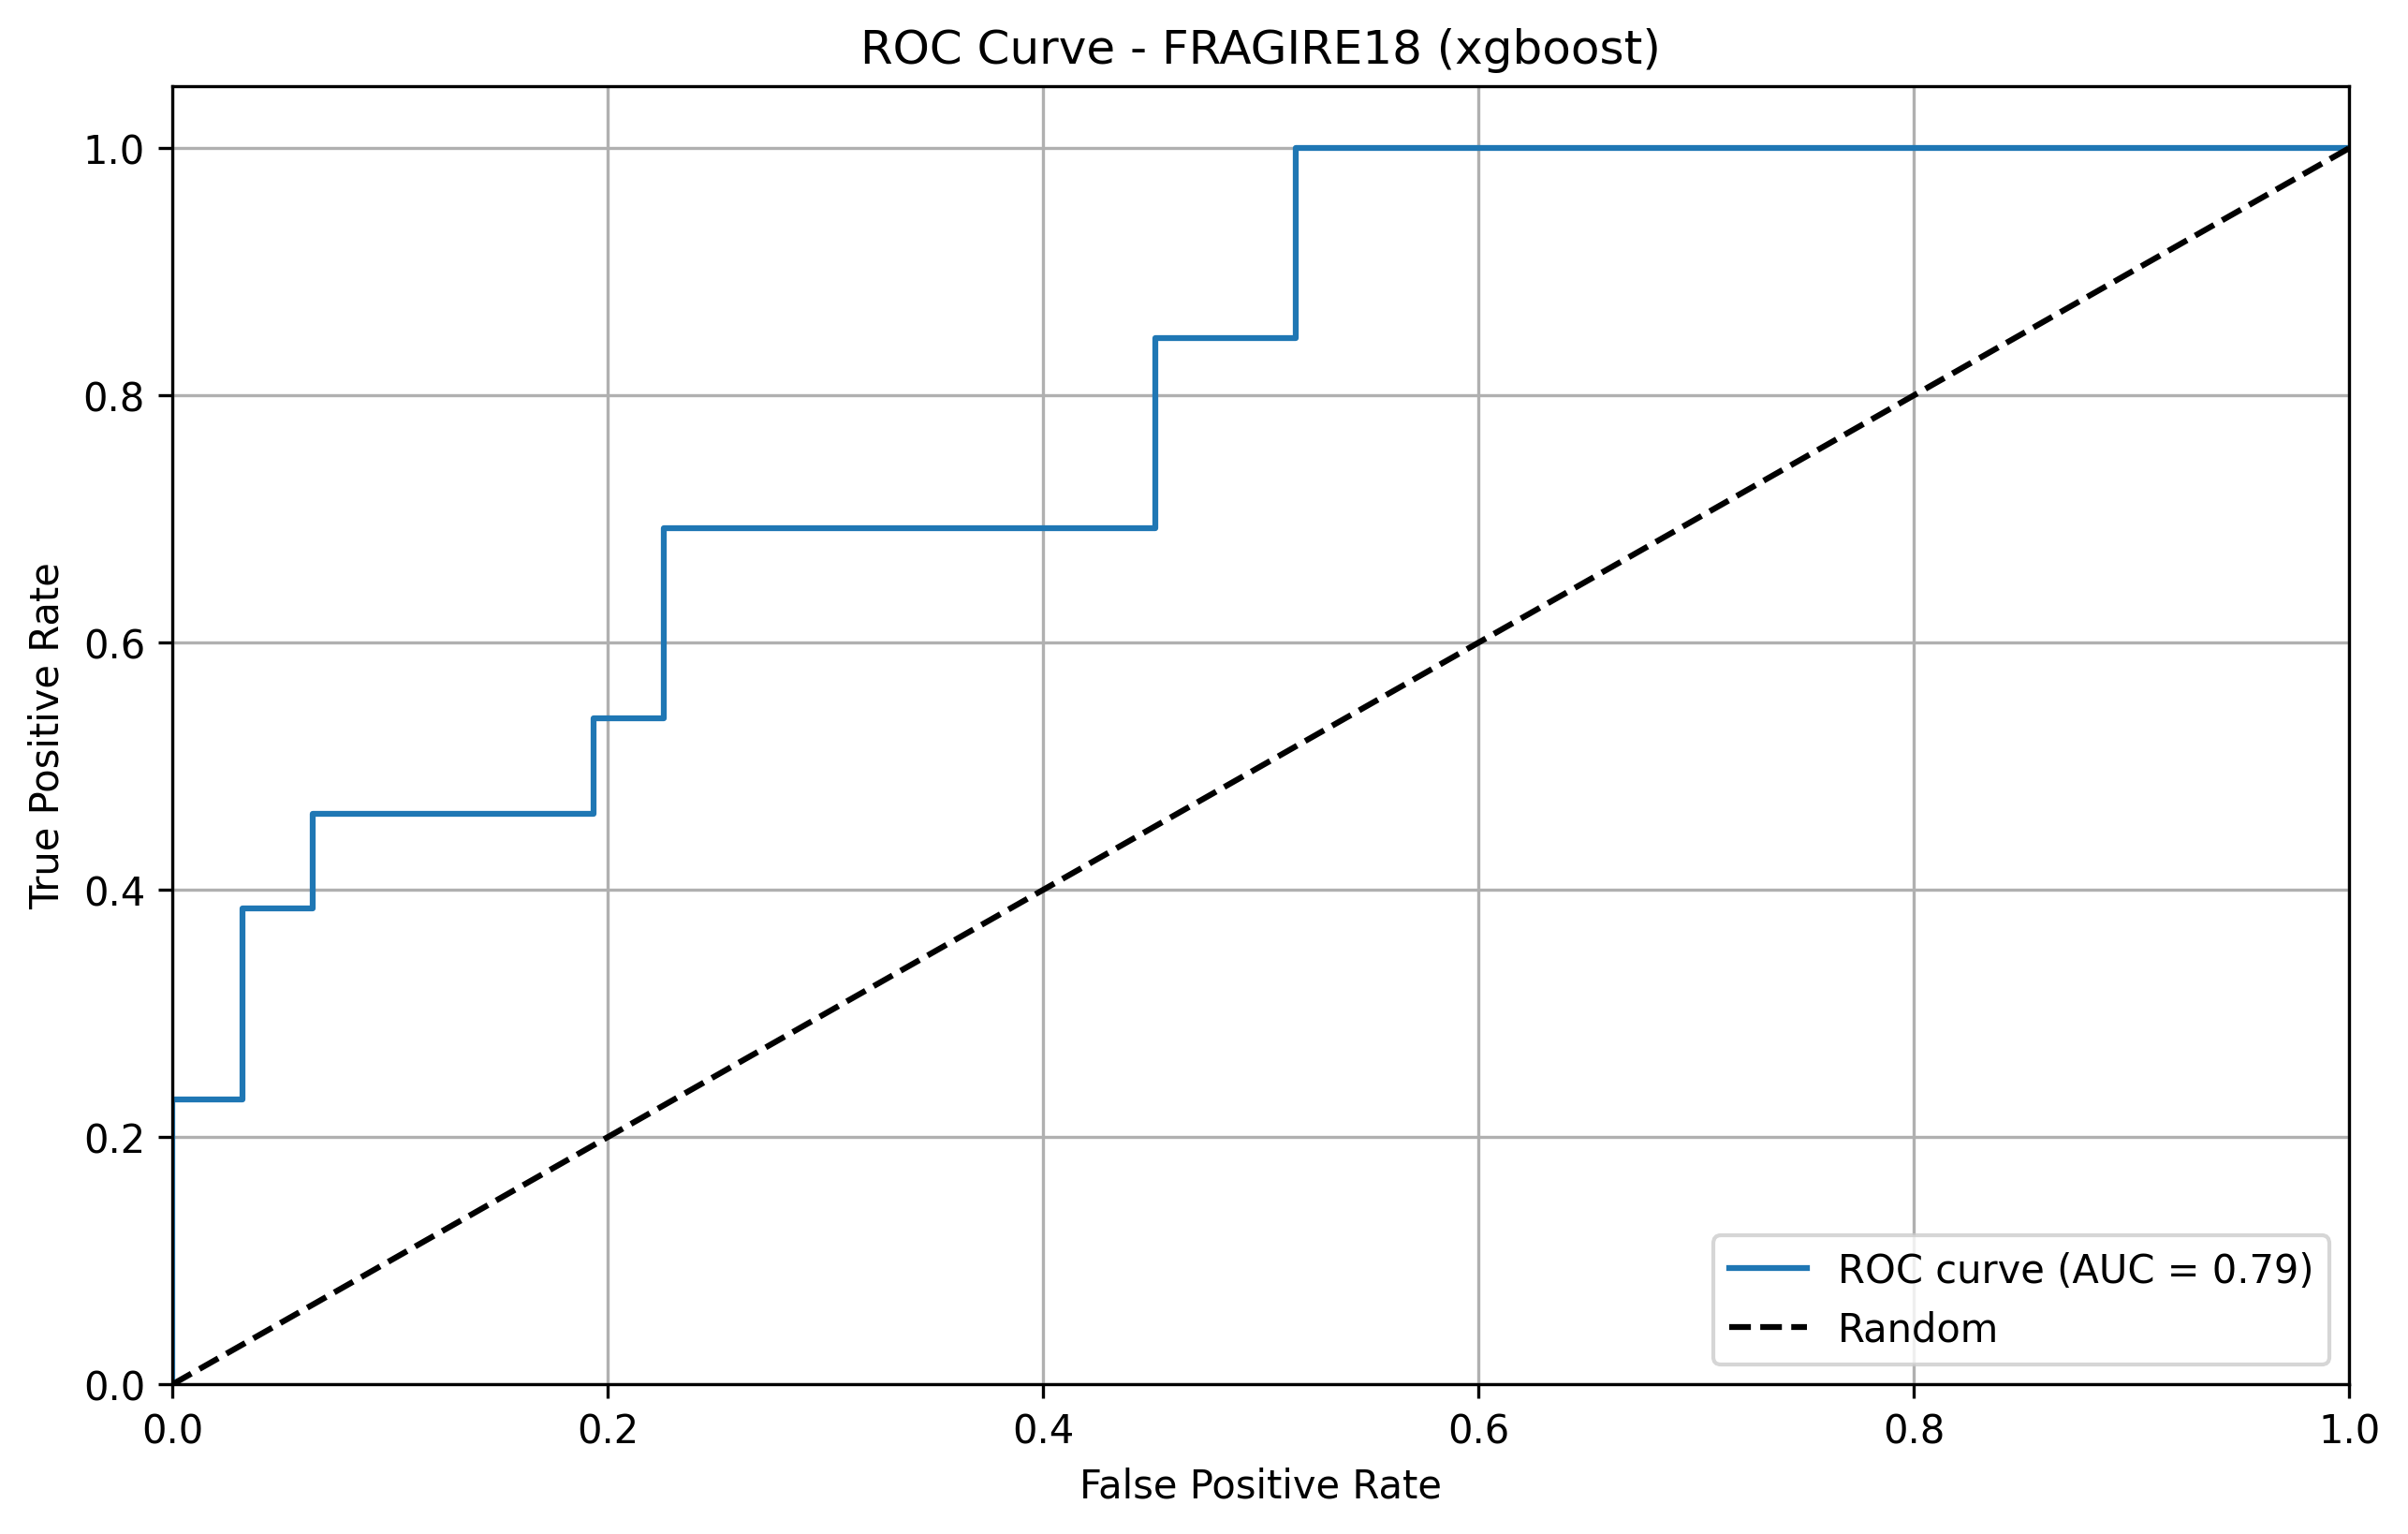 ROC Curve - FRAGIRE18 (xgboost)
1.0
0.8
0.6
0.4
0.2
0.0
True Positive Rate
0.0 0.2 0.4 0.6 0.8 1.0
False Positive Rate
ROC curve (AUC = 0.79)
Random